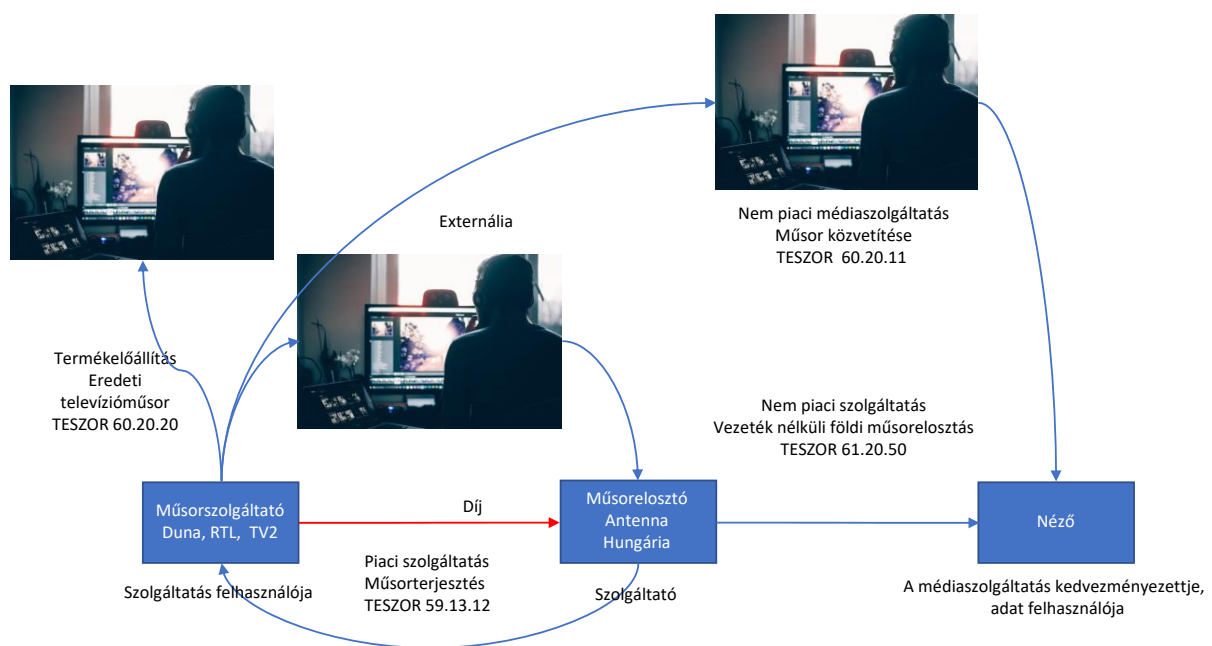 Externália
Nem piaci médiaszolgáltatás
Műsor közvetítése
TESZOR  60.20.11
Termékelőállítás
Eredeti
televízióműsor
TESZOR 60.20.20
Nem piaci szolgáltatás
Vezeték nélküli földi műsorelosztás
TESZOR 61.20.50
Műsorszolgáltató
Duna, RTL,  TV2
Díj
Műsorelosztó
Antenna
Hungária
Néző
Szolgáltatás felhasználója
Piaci szolgáltatás
Műsorterjesztés
TESZOR 59.13.12
Szolgáltató
A médiaszolgáltatás kedvezményezettje,
adat felhasználója